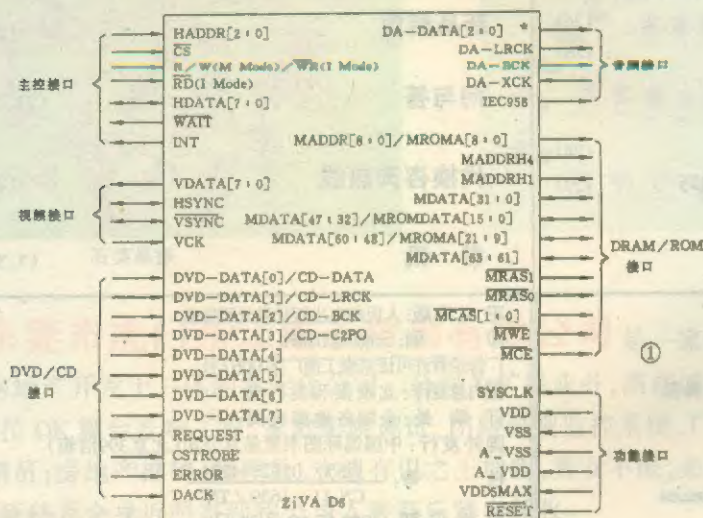 主控接口
HADDR[2:0]
CS
R/W(M Mode)/WR(I Mode)
RD(I Mode)
HDATA[7:0]
WAIT
INT
视频接口
VDATA[7:0]
HSYNC
VSYNC
VCK
DVD/CD
接口
DVD-DATA[0]/CD-DATA
DVD-DATA[1]/CD-LRCK
DVD-DATA[2]/CD-BCK
DVD-DATA[3]/CD-C2PO
DVD-DATA[4]
DVD-DATA[5]
DVD-DATA[6]
DVD-DATA[7]
REQUEST
CSTROBE
ERROR
DACK
DA-DATA[2:0] *
DA-LRCK
DA-BCK
DA-XCK
IEC958
音频接口
MADDR[8:0]/MROMA[8:0]
MADDRH4
MADDRH1
MDATA[31:0]
MDATA[47:32]/MROMDATA[15:0]
MDATA[60:48]/MROMA[21:9]
MDATA[63:61]
MRAS1
MRAS0
MCAS[1:0]
MWE
MCE
DRAM/ROM
接口
①
SYSCLK
VDD
VSS
A_VSS
A_VDD
VDD5MAX
RESET
功能接口
ZiVA D6